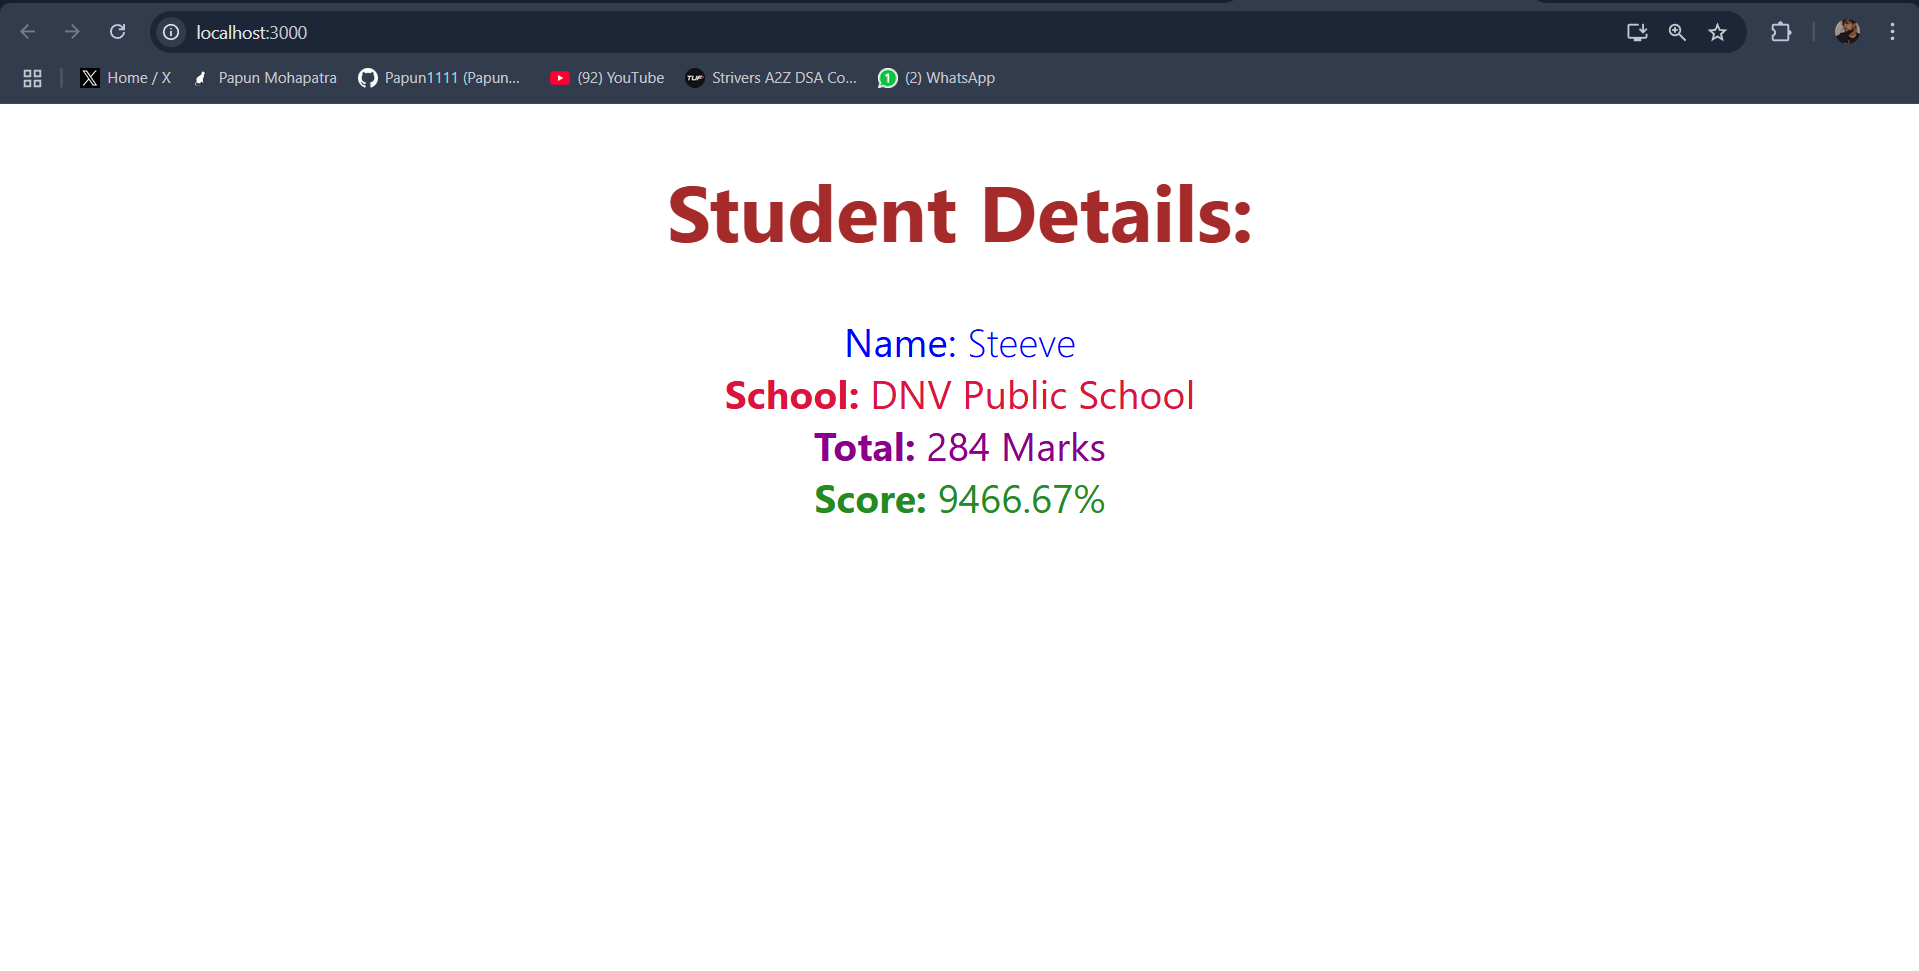 localhost:3000
Home / X Papun Mohapatra Papun1111 (Papun... (92) YouTube TUF Strivers A2Z DSA Co... 1 (2) WhatsApp
Student Details:
Name: Steeve
School: DNV Public School
Total: 284 Marks
Score: 9466.67%